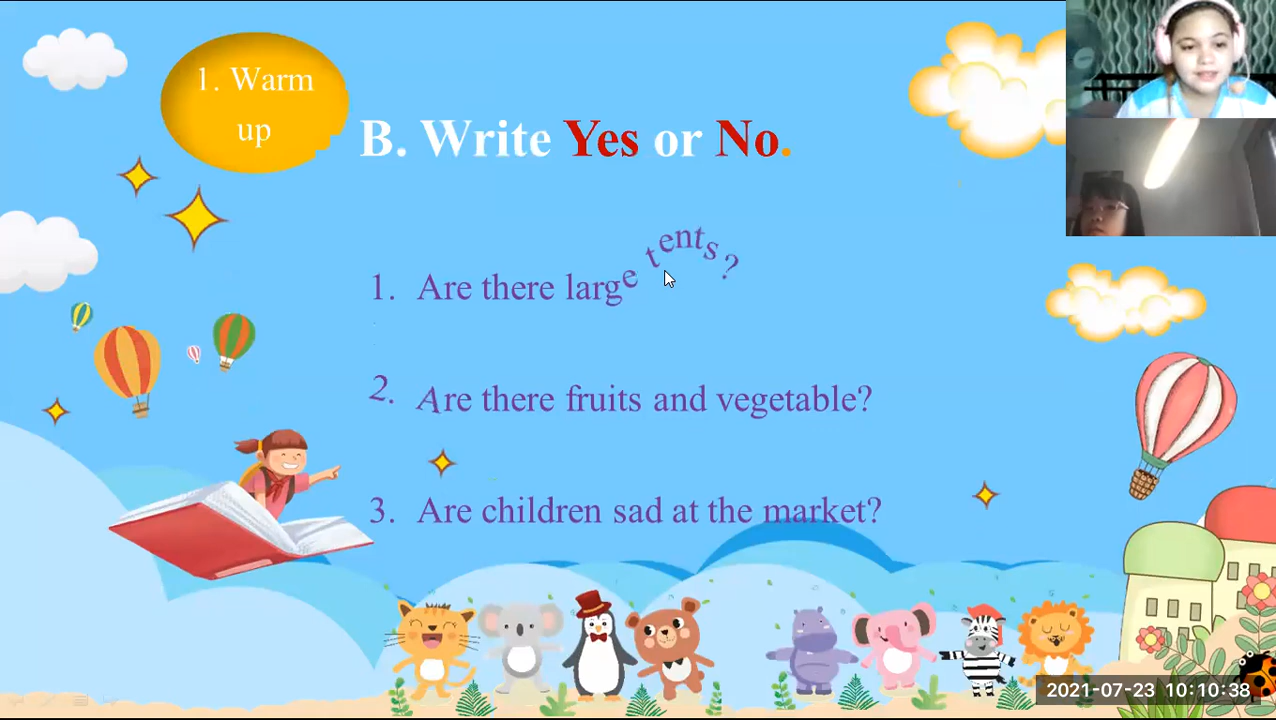 1. Warm
up
B. Write Yes or No.
1. Are there large tents?
2. Are there fruits and vegetable?
3. Are children sad at the market?
2021-07-23 10:10:38